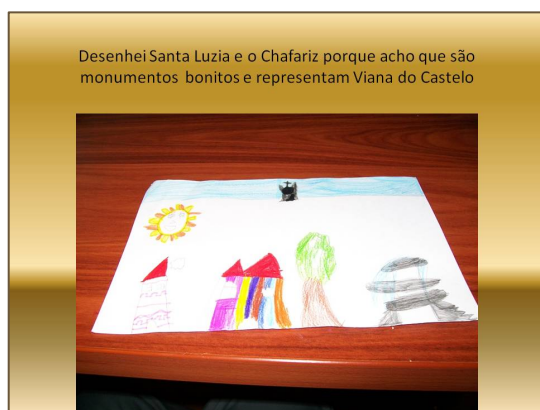 Desenhei Santa Luzia e o Chafariz porque acho que são
monumentos bonitos e representam Viana do Castelo